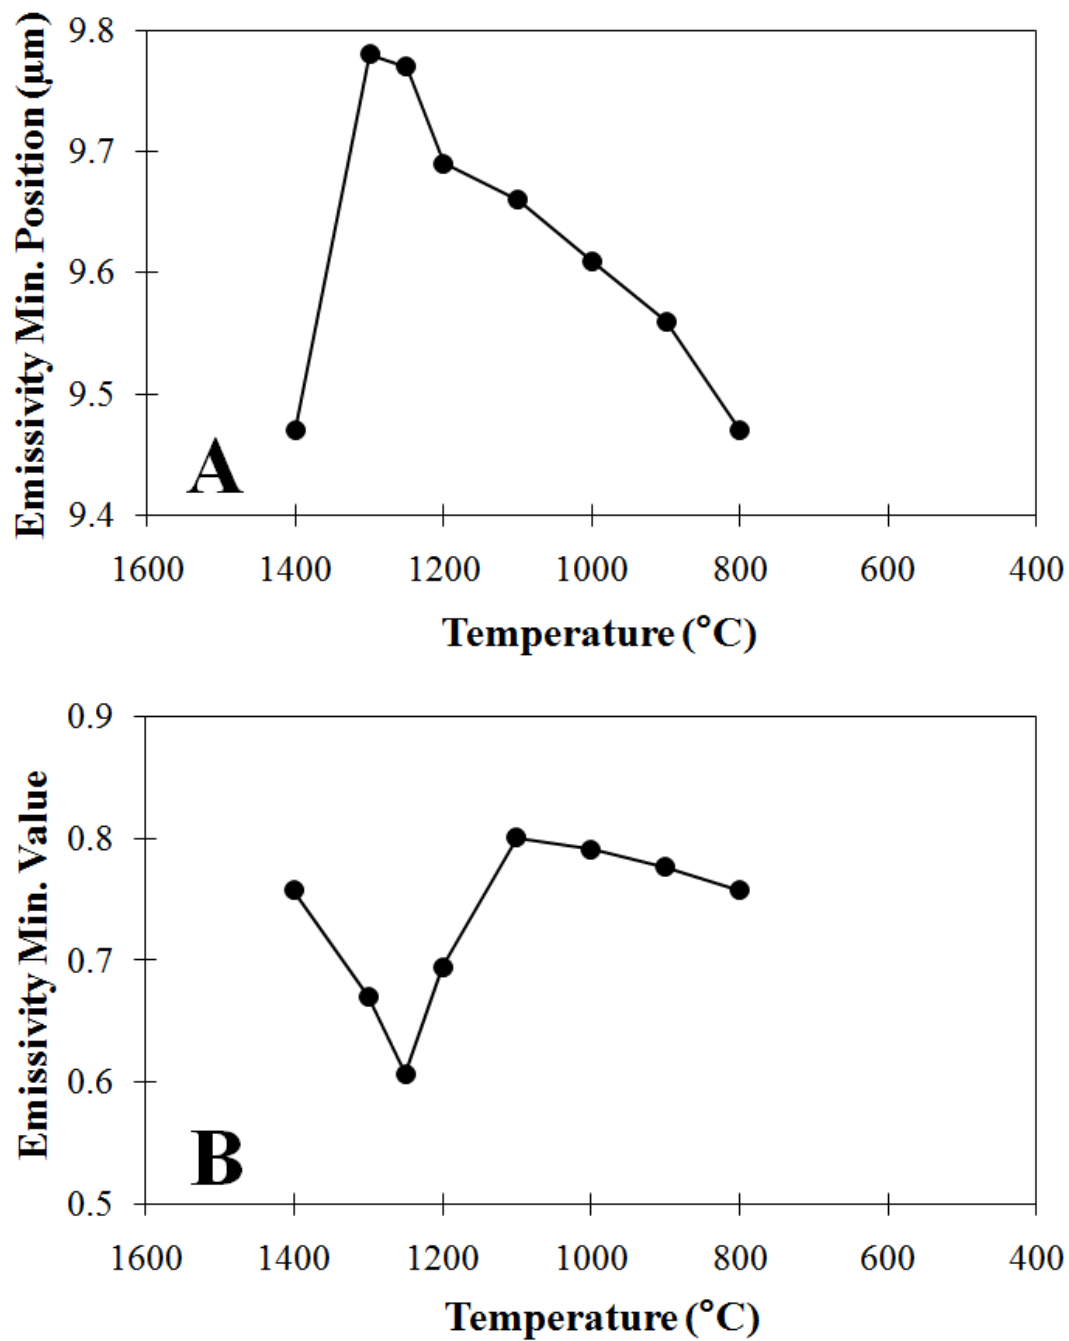 Emissivity Min. Position (μm)
9.8
9.7
9.6
9.5
9.4
A
1600 1400 1200 1000 800 600 400
Temperature (°C)
Emissivity Min. Value
0.9
0.8
0.7
0.6
0.5
B
1600 1400 1200 1000 800 600 400
Temperature (°C)